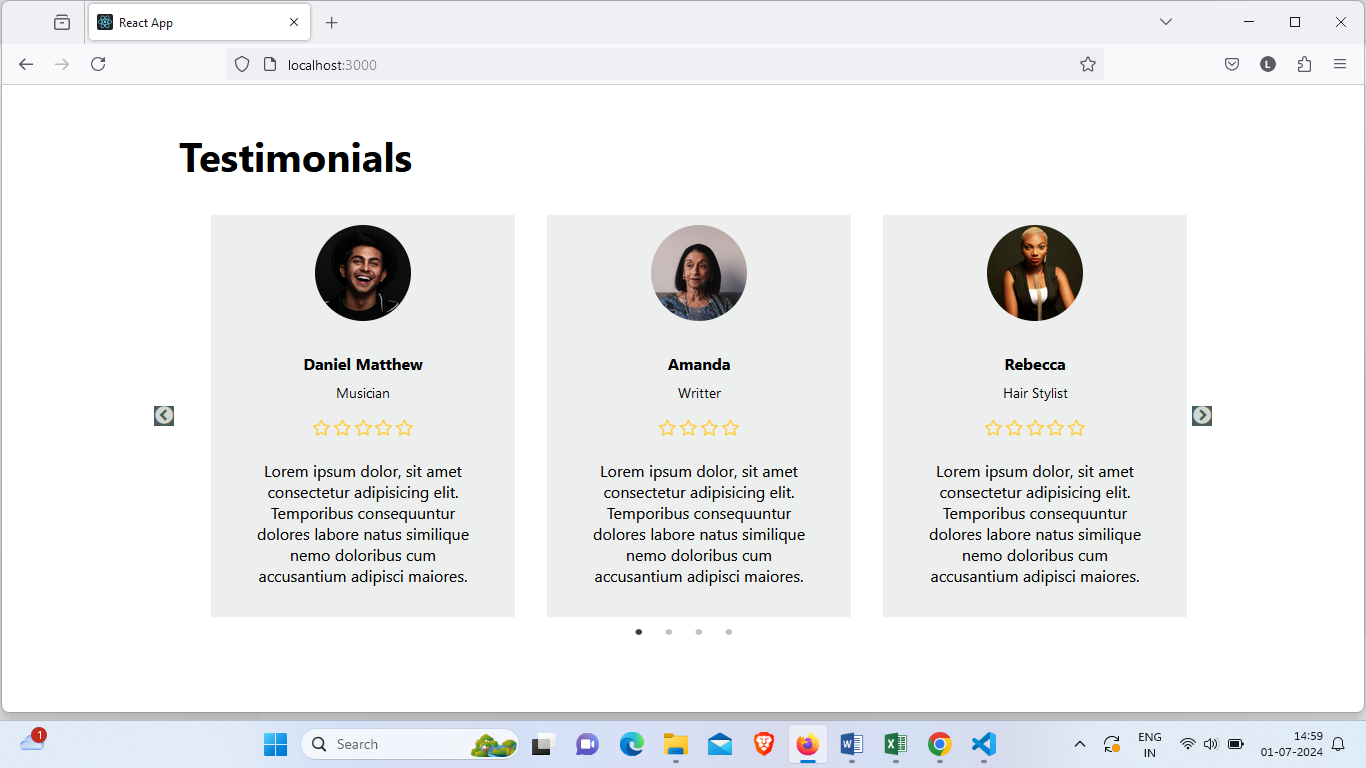 React App
localhost:3000
L
Testimonials
Daniel Matthew
Musician
Lorem ipsum dolor, sit amet
consectetur adipisicing elit.
Temporibus consequuntur
dolores labore natus similique
nemo doloribus cum
accusantium adipisci maiores.
Amanda
Writter
Lorem ipsum dolor, sit amet
consectetur adipisicing elit.
Temporibus consequuntur
dolores labore natus similique
nemo doloribus cum
accusantium adipisci maiores.
Rebecca
Hair Stylist
Lorem ipsum dolor, sit amet
consectetur adipisicing elit.
Temporibus consequuntur
dolores labore natus similique
nemo doloribus cum
accusantium adipisci maiores.
1
Search
ENG
IN
14:59
01-07-2024